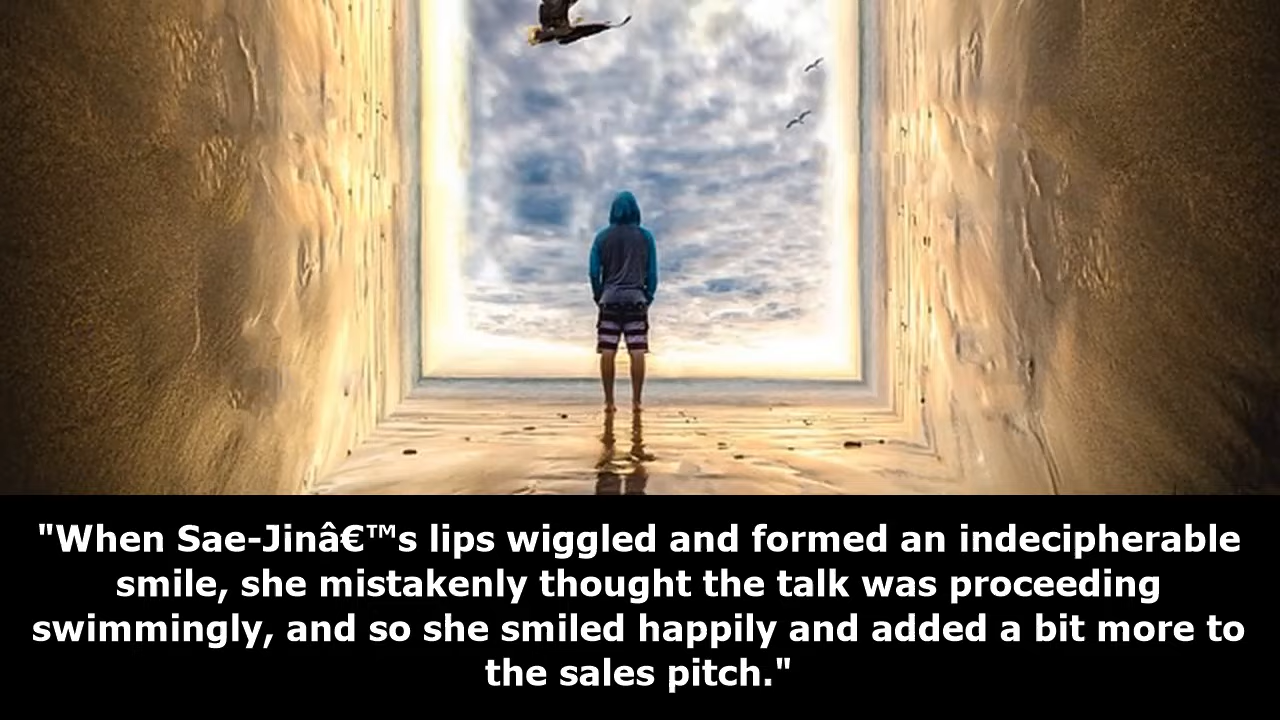 "When Sae-Jinâ€™s lips wiggled and formed an indecipherable
smile, she mistakenly thought the talk was proceeding
swimmingly, and so she smiled happily and added a bit more to
the sales pitch."